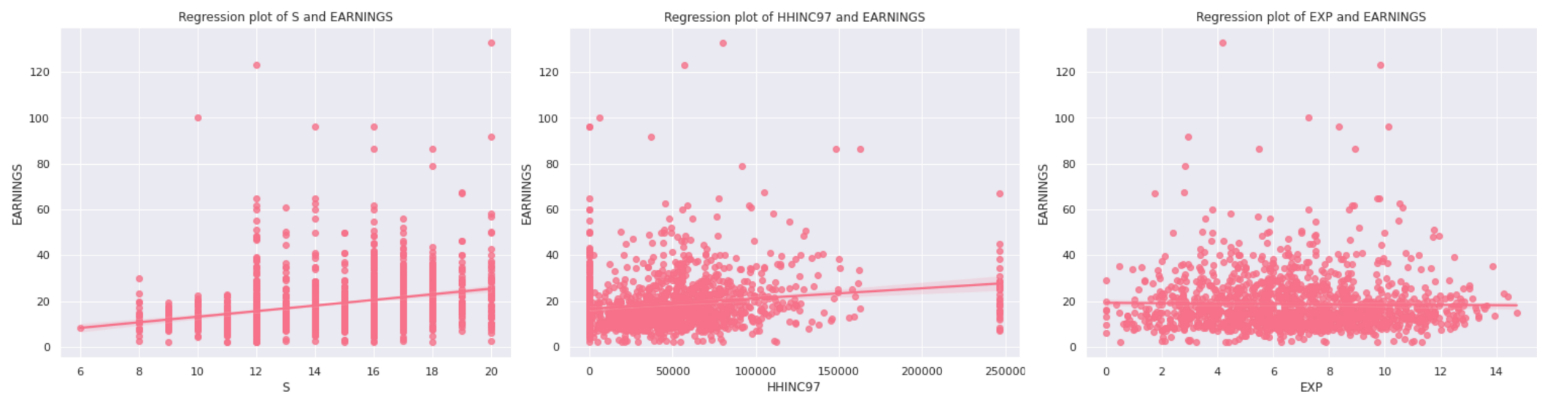 Regression plot of S and EARNINGS
EARNINGS
120
100
80
60
40
20
0
6 8 10 12 14 16 18 20
S
Regression plot of HHINC97 and EARNINGS
EARNINGS
120
100
80
60
40
20
0
0 50000 100000 150000 200000 250000
HHINC97
Regression plot of EXP and EARNINGS
EARNINGS
120
100
80
60
40
20
0
0 2 4 6 8 10 12 14
EXP